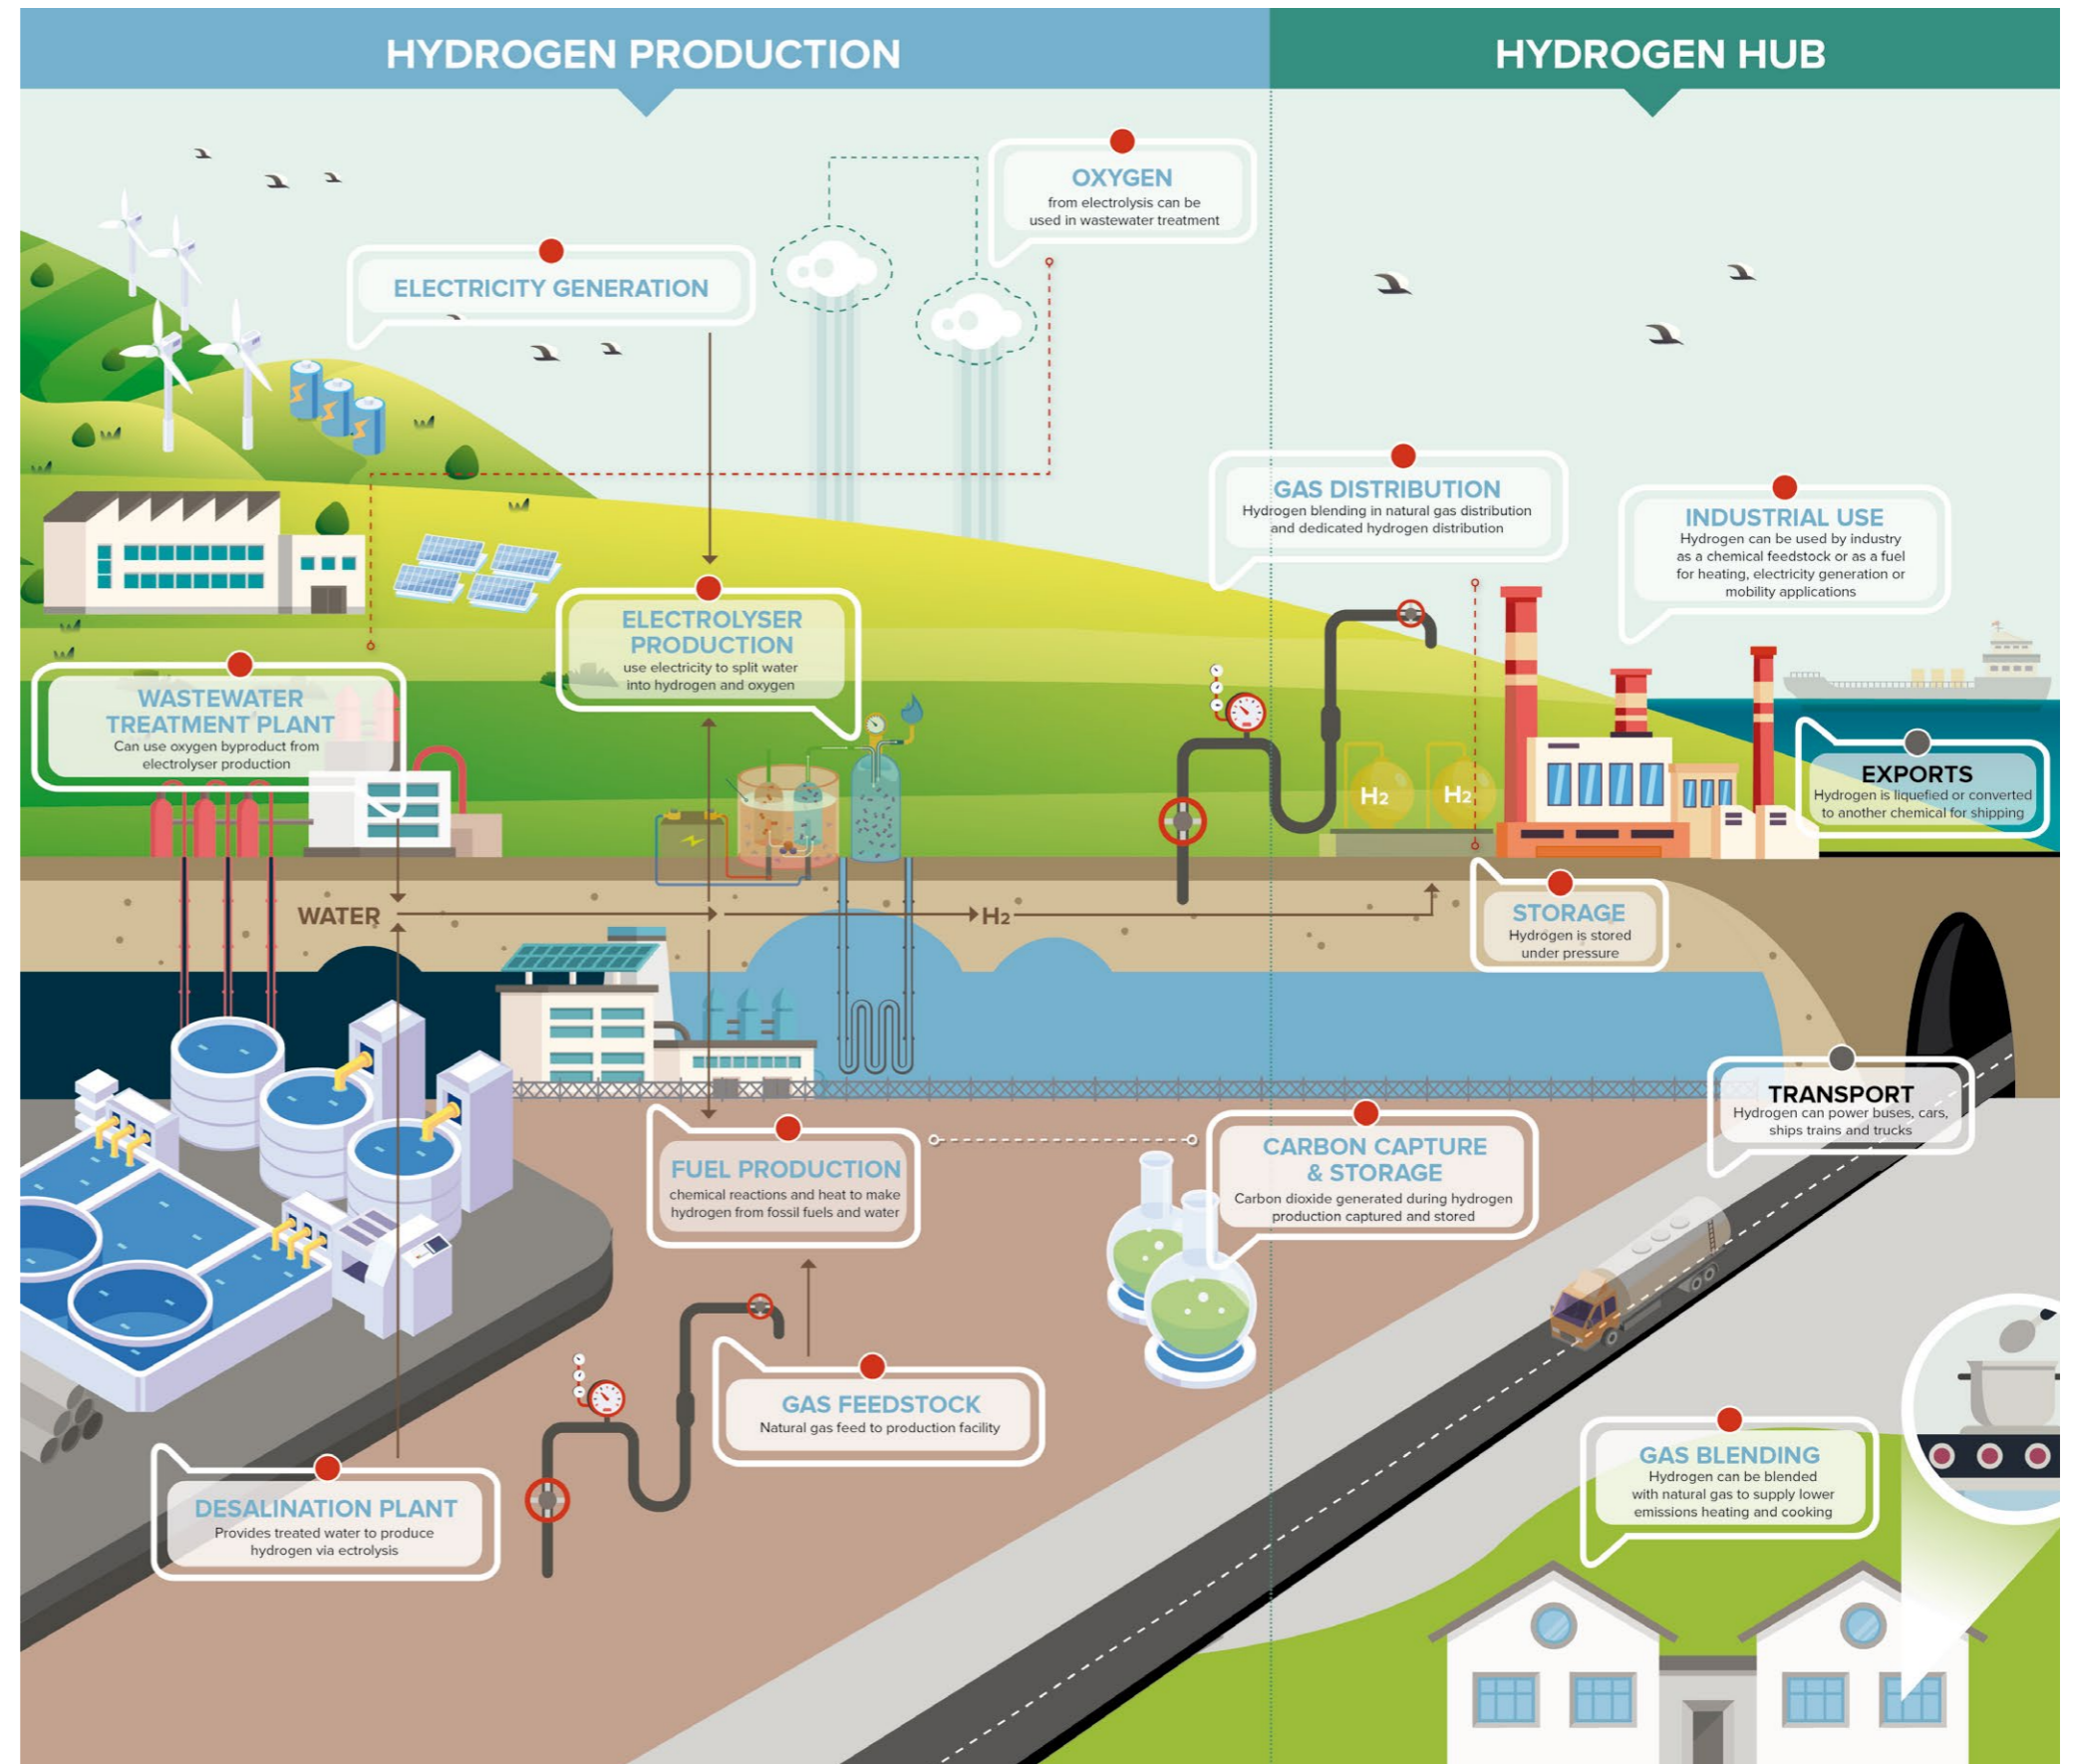 HYDROGEN PRODUCTION
HYDROGEN HUB
OXYGEN
from electrolysis can be
used in wastewater treatment
ELECTRICITY GENERATION
GAS DISTRIBUTION
Hydrogen blending in natural gas distribution
and dedicated hydrogen distribution
INDUSTRIAL USE
Hydrogen can be used by industry
as a chemical feedstock or as a fuel
for heating, electricity generation or
mobility applications
ELECTROLYSER
PRODUCTION
use electricity to split water
into hydrogen and oxygen
WASTEWATER
TREATMENT PLANT
Can use oxygen byproduct from
electrolyser production
H2
H2
EXPORTS
Hydrogen is liquefied or converted
to another chemical for shipping
WATER
H2
STORAGE
Hydrogen is stored
under pressure
TRANSPORT
Hydrogen can power buses, cars,
ships trains and trucks
FUEL PRODUCTION
chemical reactions and heat to make
hydrogen from fossil fuels and water
CARBON CAPTURE
& STORAGE
Carbon dioxide generated during hydrogen
production captured and stored
GAS FEEDSTOCK
Natural gas feed to production facility
GAS BLENDING
Hydrogen can be blended
with natural gas to supply lower
emissions heating and cooking
DESALINATION PLANT
Provides treated water to produce
hydrogen via ectrolysis